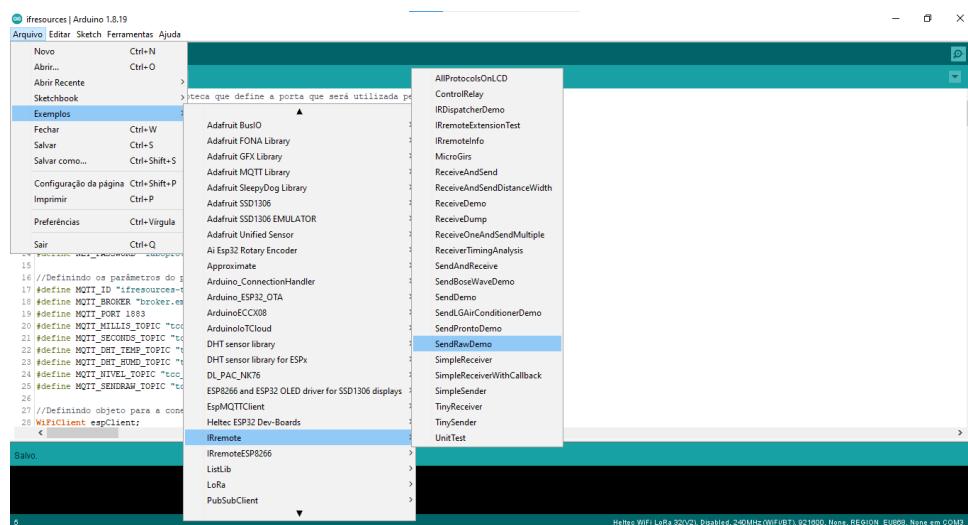 ifresources | Arduino 1.8.19
Arquivo Editar Sketch Ferramentas Ajuda
Novo Ctrl+N
Abrir... Ctrl+O
Abrir Recente
Sketchbook
Exemplos
Fechar Ctrl+W
Salvar Ctrl+S
Salvar como... Ctrl+Shift+S
Configuração da página Ctrl+Shift+P
Imprimir Ctrl+P
Preferências Ctrl+Vírgula
Sair Ctrl+Q
que define a porta que será utilizada
Adafruit BusIO
Adafruit FONA Library
Adafruit GFX Library
Adafruit MQTT Library
Adafruit SleepyDog Library
Adafruit SSD1306
Adafruit SSD1306 EMULATOR
Adafruit Unified Sensor
Ai Esp32 Rotary Encoder
Approximate
Arduino_ConnectionHandler
Arduino_ESP32_OTA
ArduinoECCX08
ArduinoIoTCloud
DHT sensor library
DHT sensor library for ESPx
DL_PAC_NK76
ESP8266 and ESP32 OLED driver for SSD1306 displays
EspMQTTClient
Heltec ESP32 Dev-Boards
IRremote
IRremoteESP8266
ListLib
LoRa
PubSubClient
AllProtocolsOnLCD
ControlRelay
IRDispatcherDemo
IRremoteExtensionTest
IRremoteInfo
MicroGirs
ReceiveAndSend
ReceiveAndSendDistanceWidth
ReceiveDemo
ReceiveDump
ReceiveOneAndSendMultiple
ReceiverTimingAnalysis
SendAndReceive
SendBoseWaveDemo
SendDemo
SendLGAirConditionerDemo
SendProntoDemo
SendRawDemo
SimpleReceiver
SimpleReceiverWithCallback
SimpleSender
TinyReceiver
TinySender
UnitTest
15
16 //Definindo os parâmetros do
17 #define MQTT_ID "ifresources-
18 #define MQTT_BROKER "broker.
19 #define MQTT_PORT 1883
20 #define MQTT_MILLIS_TOPIC "tcc
21 #define MQTT_SECONDS_TOPIC "
22 #define MQTT_DHT_TEMP_TOPIC "
23 #define MQTT_DHT_HUMD_TOPIC "
24 #define MQTT_NIVEL_TOPIC "tcc_
25 #define MQTT_SENDRAW_TOPIC "
26
27 //Definindo objeto para a
28 WiFiClient espClient;
Salvo.
5 Heltec WiFi LoRa 32(V2), Disabled, 240MHz (WiFi/BT), 921600, None, REGION_EU868, None em COM3